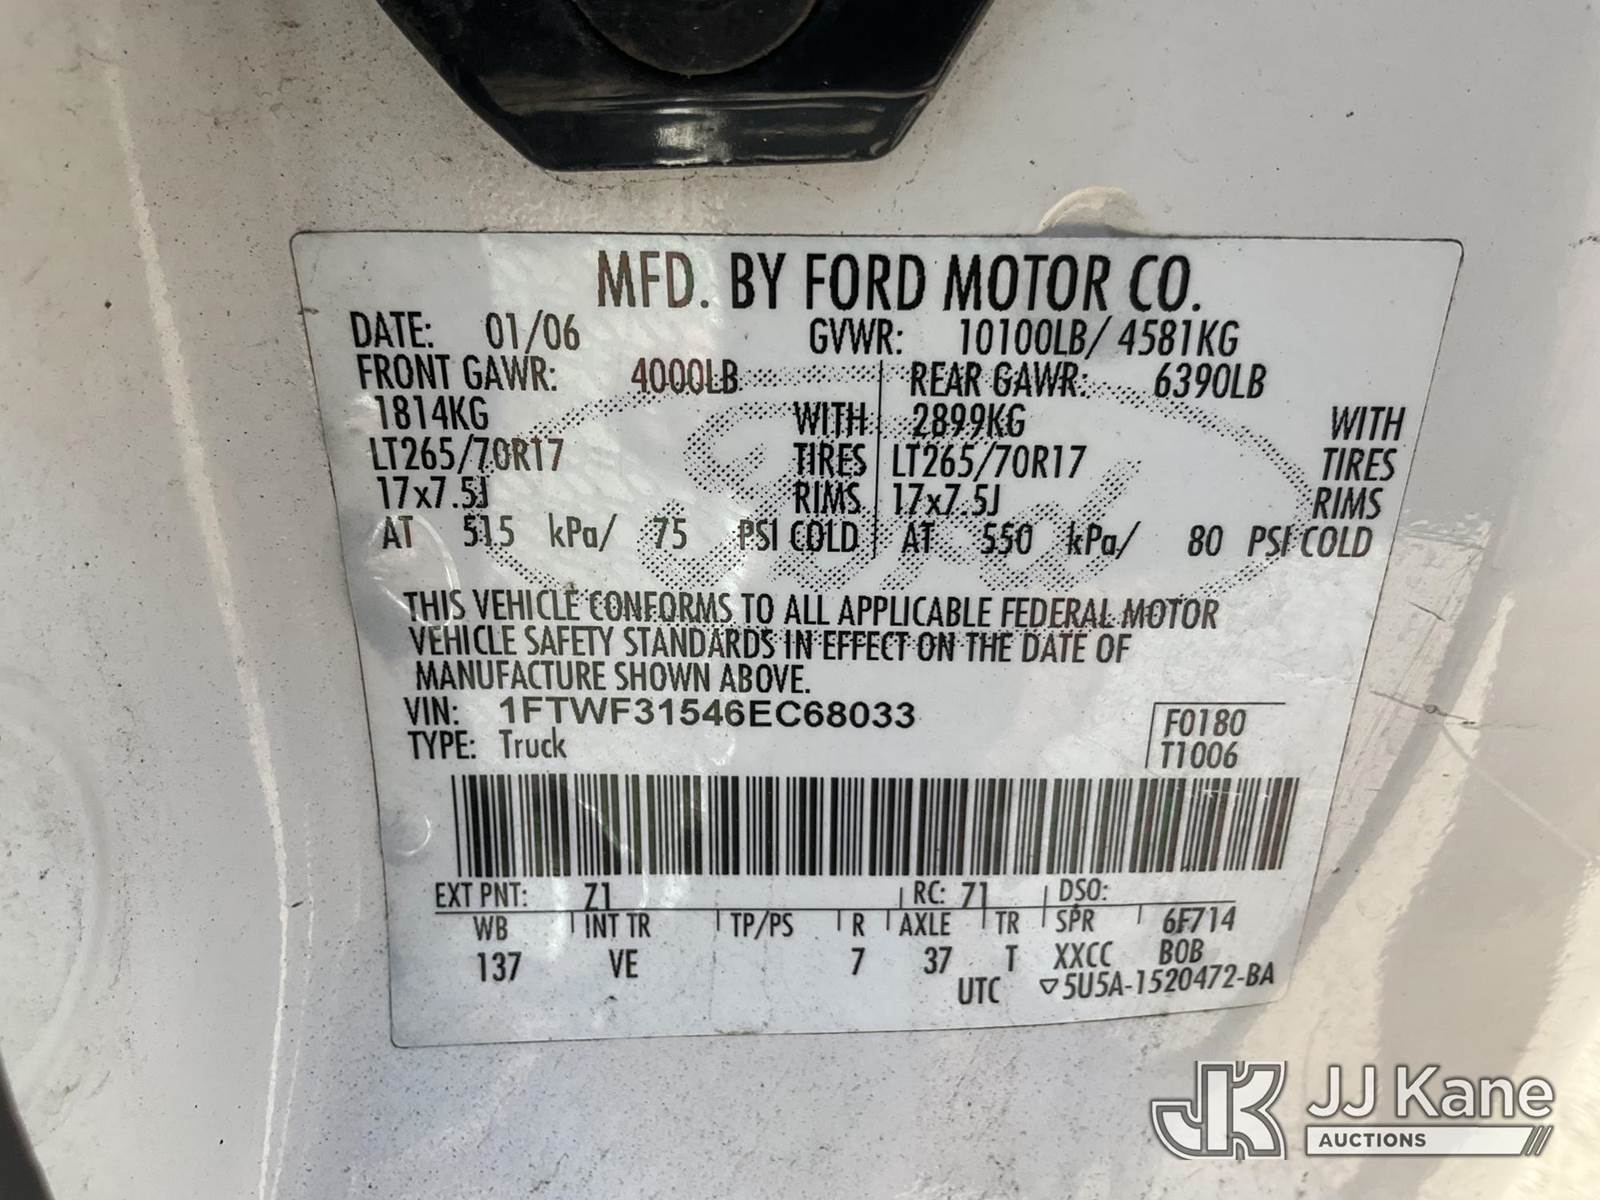 MFD. BY FORD MOTOR CO.
DATE: 01/06 GVWR: 10100LB/ 4581KG
FRONT GAWR: 4000LB REAR GAWR: 6390LB
1814KG WITH 2899KG WITH
LT265/70R17 TIRES LT265/70R17 TIRES
17x7.5J RIMS 17x7.5J RIMS
AT 515 kPa/ 75 PSI COLD AT 550 kPa/ 80 PSI COLD
THIS VEHICLE CONFORMS TO ALL APPLICABLE FEDERAL MOTOR
VEHICLE SAFETY STANDARDS IN EFFECT ON THE DATE OF
MANUFACTURE SHOWN ABOVE.
VIN: 1FTWF31546EC68033
TYPE: Truck
F0180
T1006
EXT PNT: Z1 RC: 71 DSO:
WB INT TR TP/PS R AXLE TR SPR 6F714
137 VE 7 37 T XXCC BOB
UTC ▽5U5A-1520472-BA
Ford
JK JJ Kane
AUCTIONS